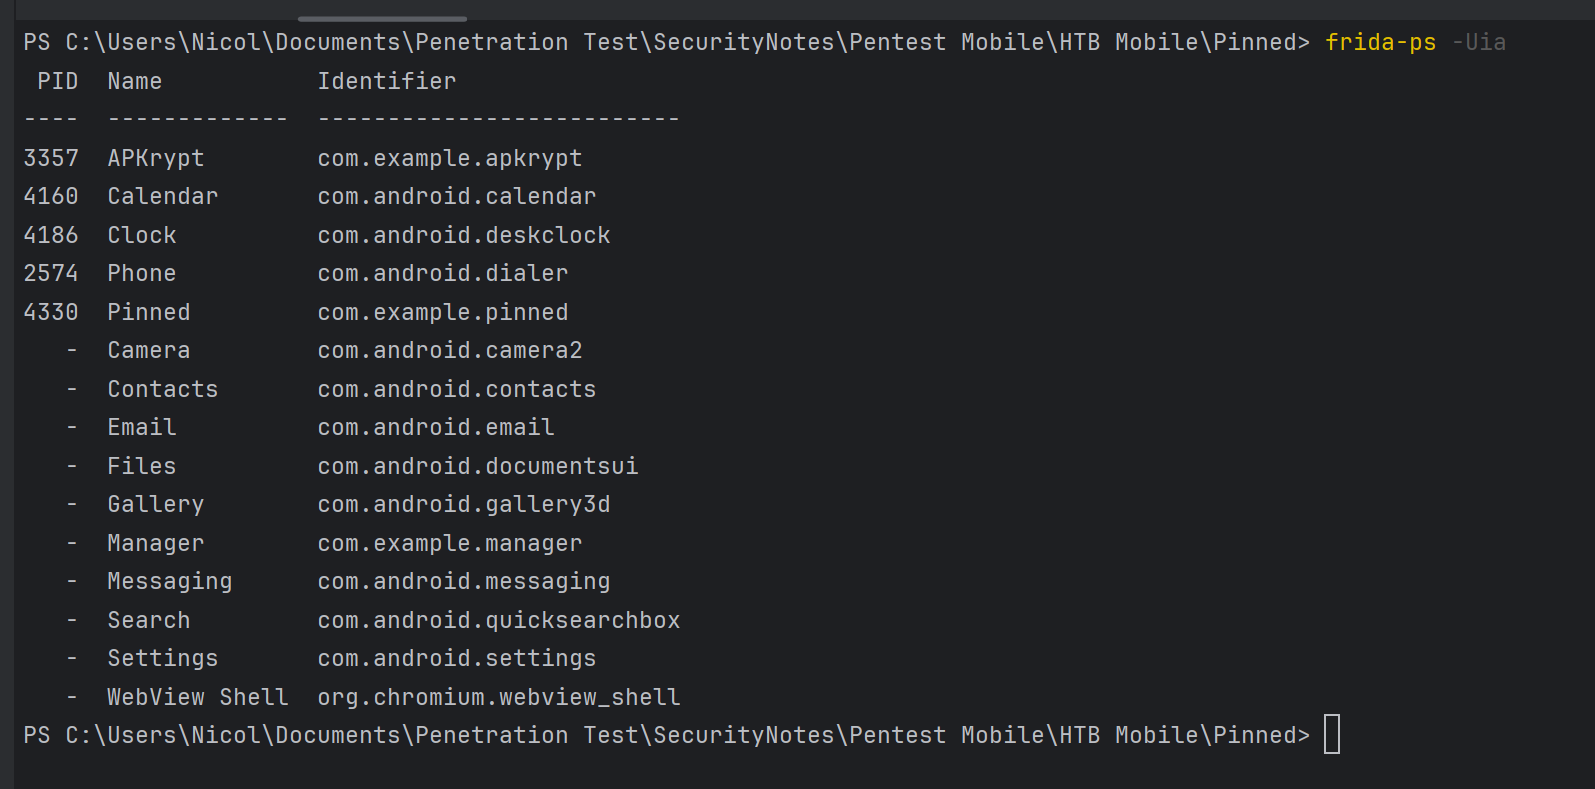 PS C:\Users\Nicol\Documents\Penetration Test\SecurityNotes\Pentest Mobile\HTB Mobile\Pinned> frida-ps -Uia
 PID  Name           Identifier
----  -------------  --------------------------
3357  APKrypt        com.example.apkrypt
4160  Calendar       com.android.calendar
4186  Clock          com.android.deskclock
2574  Phone          com.android.dialer
4330  Pinned         com.example.pinned
   -  Camera         com.android.camera2
   -  Contacts       com.android.contacts
   -  Email          com.android.email
   -  Files          com.android.documentsui
   -  Gallery        com.android.gallery3d
   -  Manager        com.example.manager
   -  Messaging      com.android.messaging
   -  Search         com.android.quicksearchbox
   -  Settings       com.android.settings
   -  WebView Shell  org.chromium.webview_shell
PS C:\Users\Nicol\Documents\Penetration Test\SecurityNotes\Pentest Mobile\HTB Mobile\Pinned>